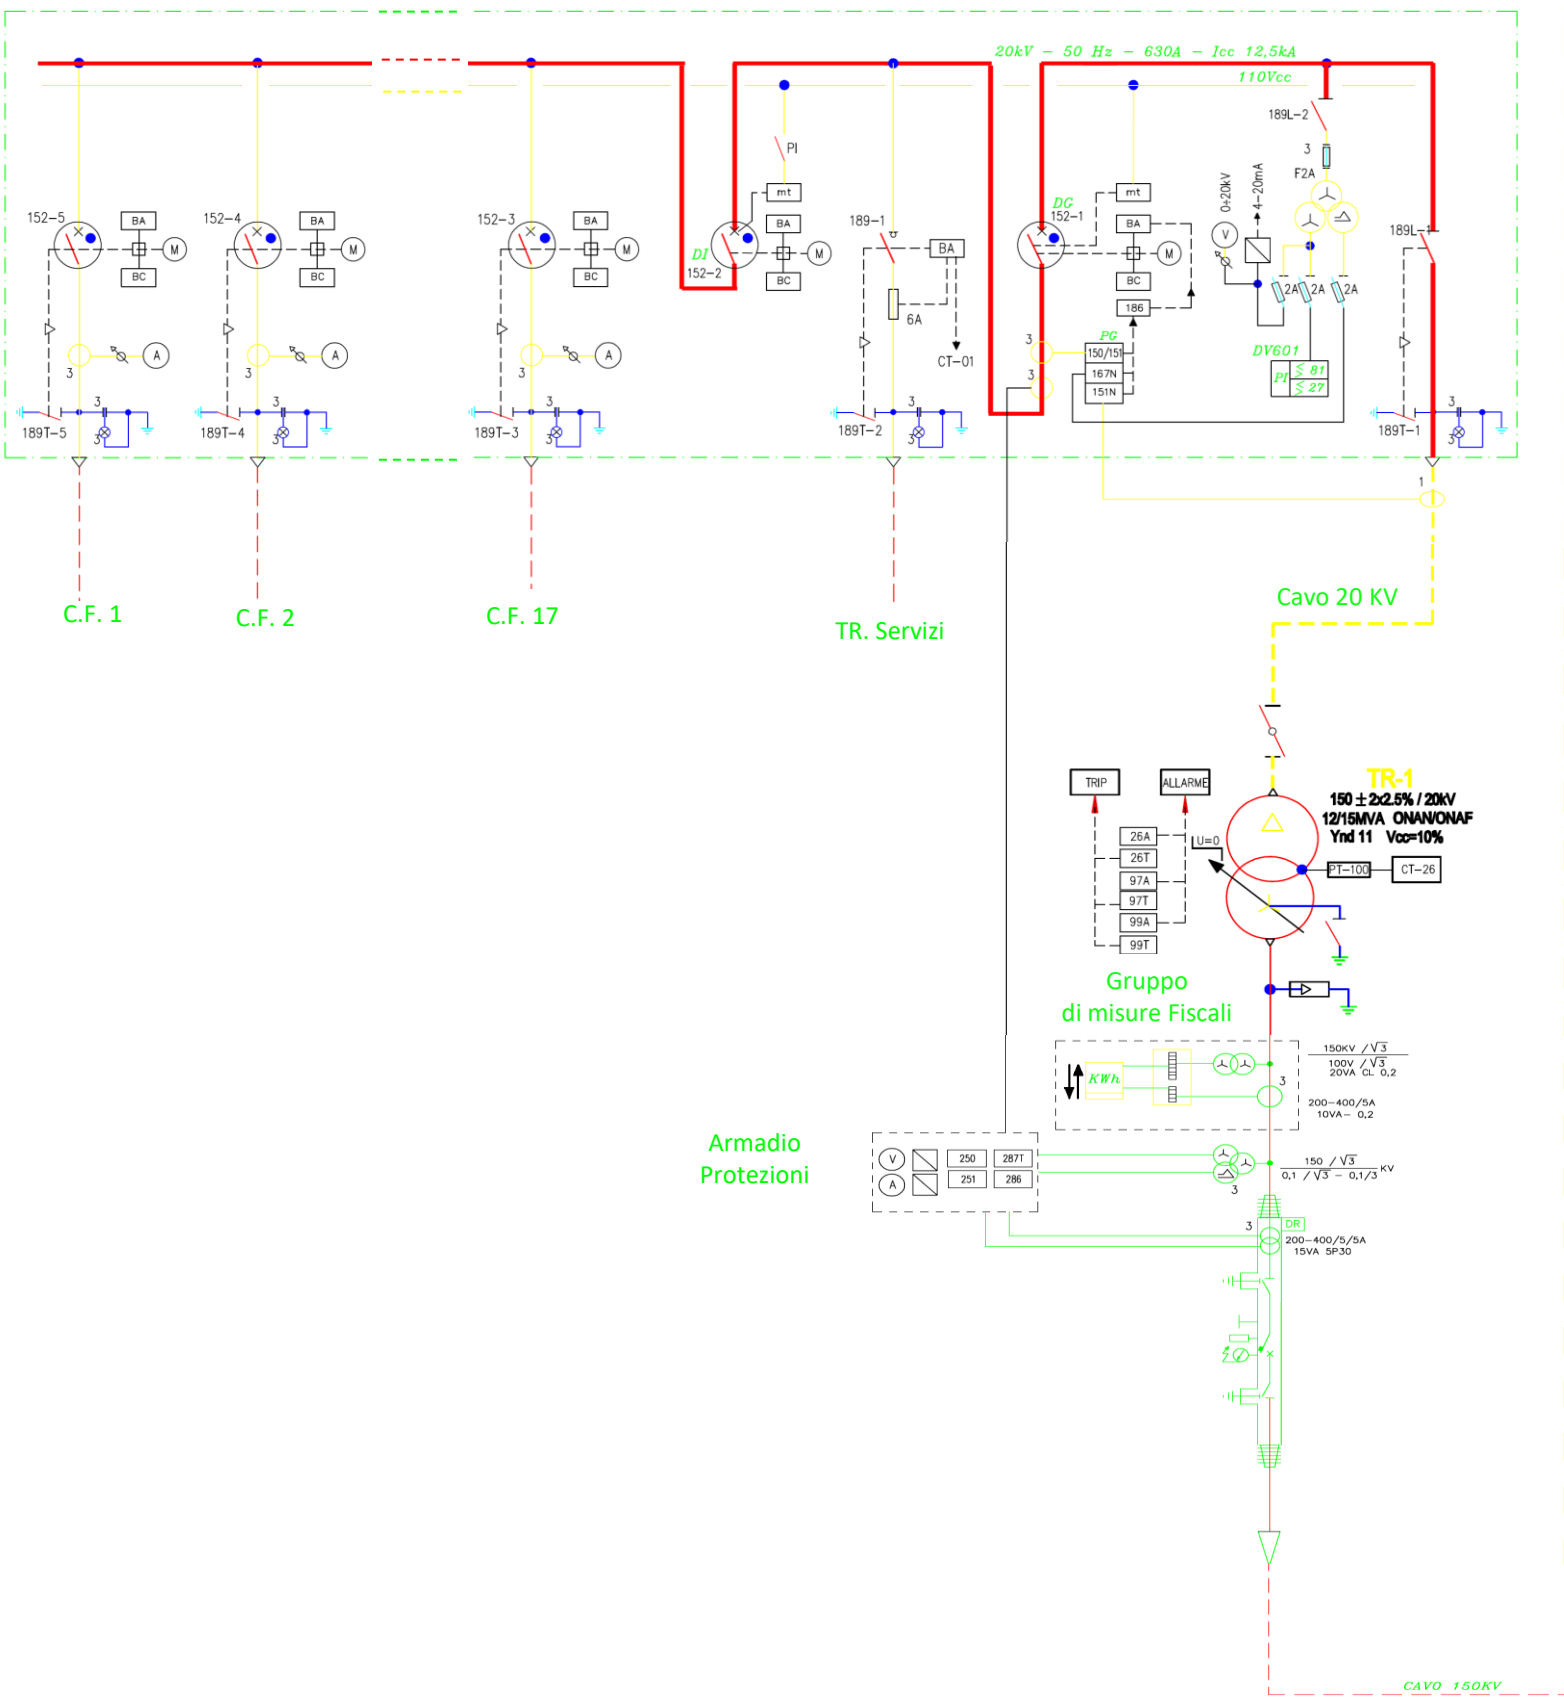 20kV - 50 Hz - 630A - Icc 12,5kA
110Vcc
189L-2
3
F2A
0÷20kV
4-20mA
PI
mt
DG
mt
152-5
BA
M
BC
152-4
BA
M
BC
152-3
BA
M
BC
DI
152-2
BA
M
BC
189-1
BA
6A
CT-01
152-1
BA
M
BC
186
V
2A
2A
2A
189L-1
PG
150/151
167N
151N
3
3
DV601
PI
81
27
3
A
3
A
3
A
3
3
189T-5
3
3
189T-4
3
3
189T-3
3
3
189T-2
3
3
189T-1
1
C.F. 1
C.F. 2
C.F. 17
TR. Servizi
Cavo 20 KV
TRIP
ALLARME
TR-1
150 ± 2x2.5% / 20kV
12/15MVA ONAN/ONAF
Ynd 11 Vcc=10%
26A
26T
97A
97T
99A
99T
U=0
PT-100
CT-26
Gruppo
di misure Fiscali
KWh
3
150KV /√3
100V /√3
20VA CL 0,2
200-400/5A
10VA- 0,2
Armadio
Protezioni
V
250
287T
A
251
286
3
150 /√3
0,1 /√3 - 0,1/3 KV
3
DR
200-400/5/5A
15VA 5P30
CAVO 150KV